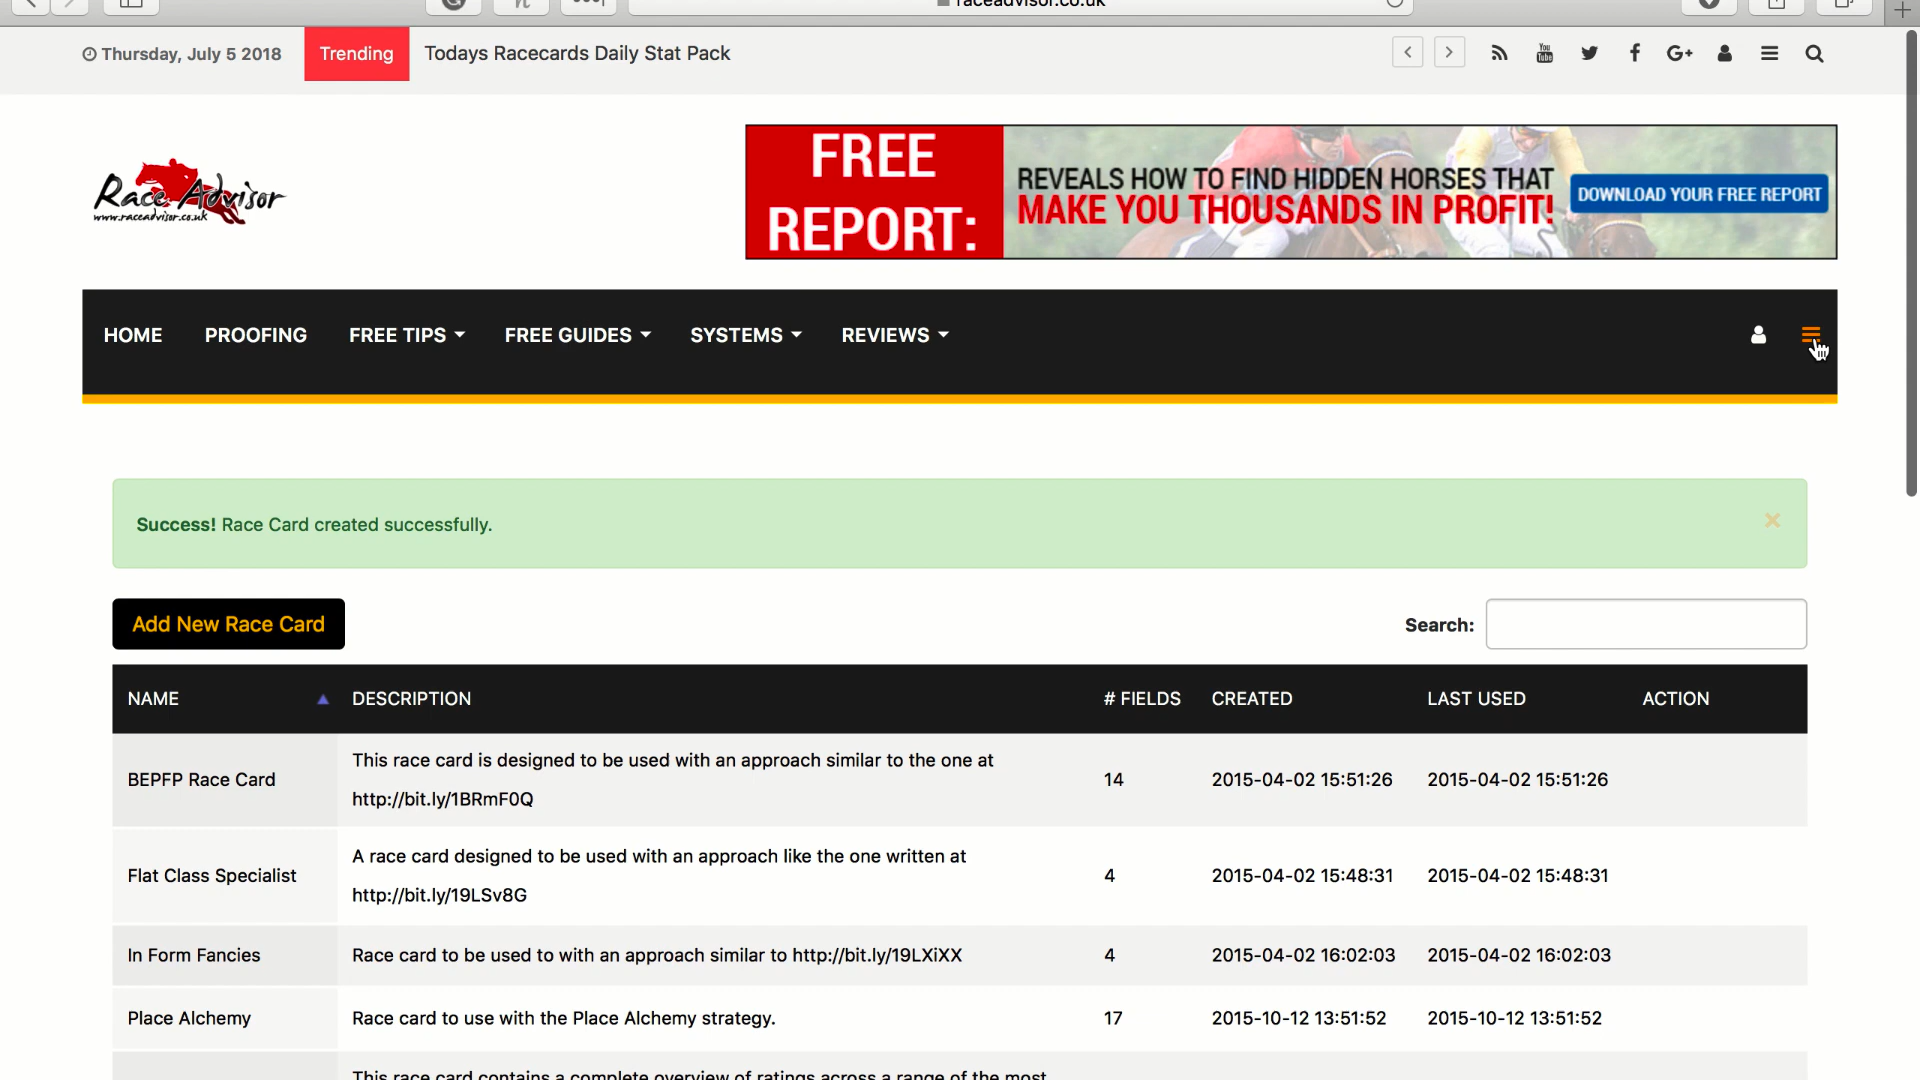 raceadvisor.co.uk
Thursday, July 5 2018
Trending
Todays Racecards Daily Stat Pack
You
Tube
G+
Race Advisor
www.raceadvisor.co.uk
FREE
REPORT:
REVEALS HOW TO FIND HIDDEN HORSES THAT
MAKE YOU THOUSANDS IN PROFIT!
DOWNLOAD YOUR FREE REPORT
HOME PROOFING FREE TIPS FREE GUIDES SYSTEMS REVIEWS
Success! Race Card created successfully.
Add New Race Card
Search:
NAME DESCRIPTION # FIELDS CREATED LAST USED ACTION
This race card is designed to be used with an approach similar to the one at
BEPFP Race Card 14 2015-04-02 15:51:26 2015-04-02 15:51:26
http://bit.ly/1BRmF0Q
A race card designed to be used with an approach like the one written at
Flat Class Specialist 4 2015-04-02 15:48:31 2015-04-02 15:48:31
http://bit.ly/19LSv8G
In Form Fancies Race card to be used to with an approach similar to http://bit.ly/19LXiXX 4 2015-04-02 16:02:03 2015-04-02 16:02:03
Place Alchemy Race card to use with the Place Alchemy strategy. 17 2015-10-12 13:51:52 2015-10-12 13:51:52
This race card contains a complete overview of ratings across a range of the most